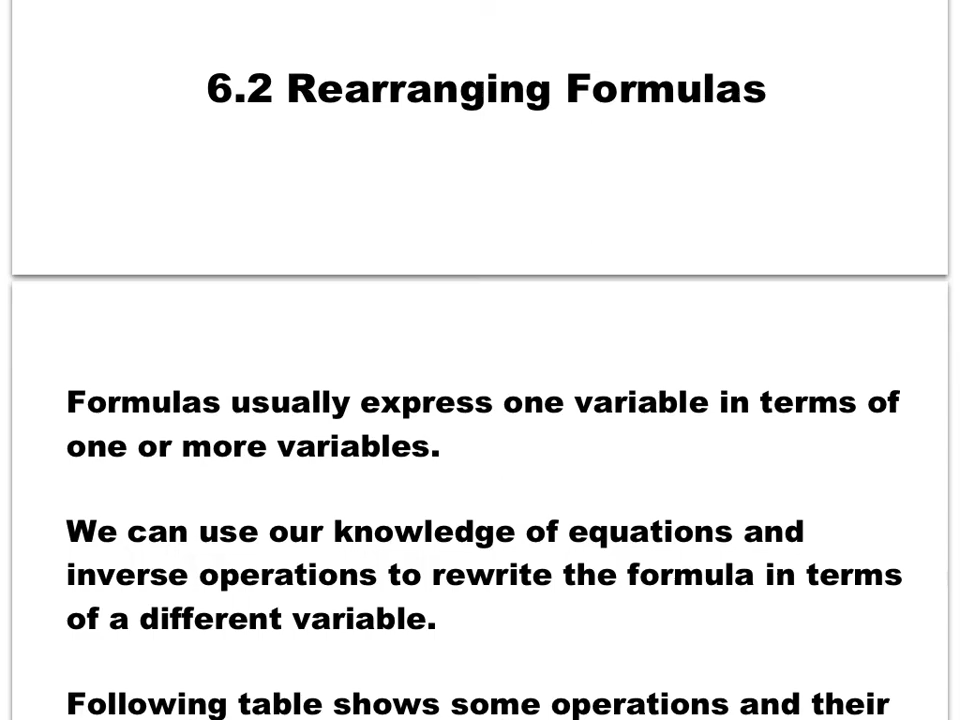 6.2 Rearranging Formulas
Formulas usually express one variable in terms of
one or more variables.
We can use our knowledge of equations and
inverse operations to rewrite the formula in terms
of a different variable.
Following table shows some operations and their